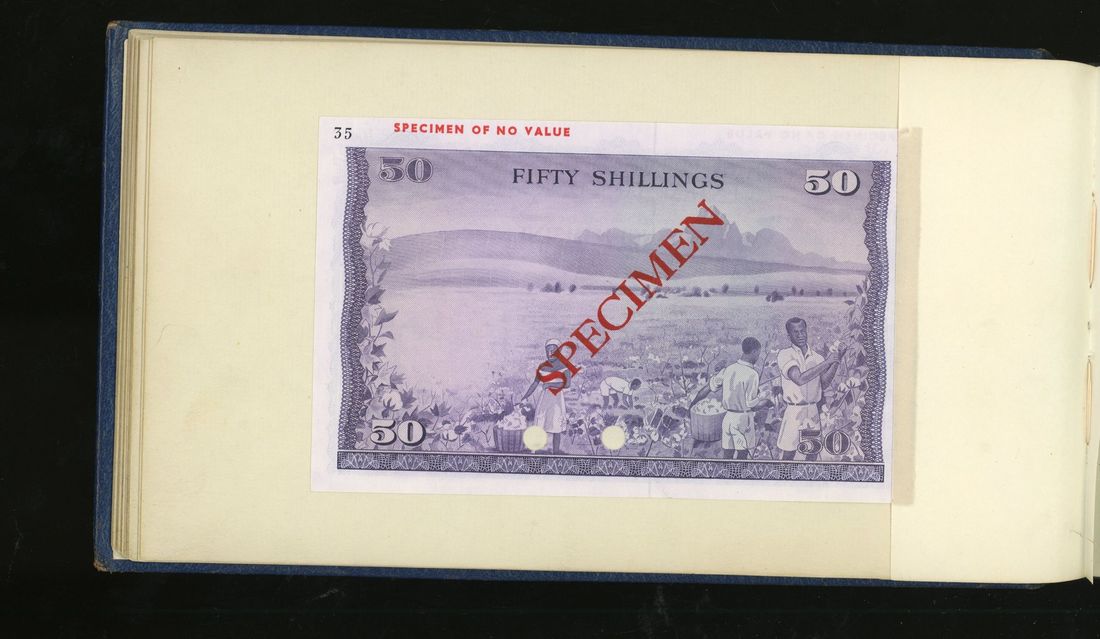 35
SPECIMEN OF NO VALUE
50
FIFTY SHILLINGS
50
SPECIMEN
50
50